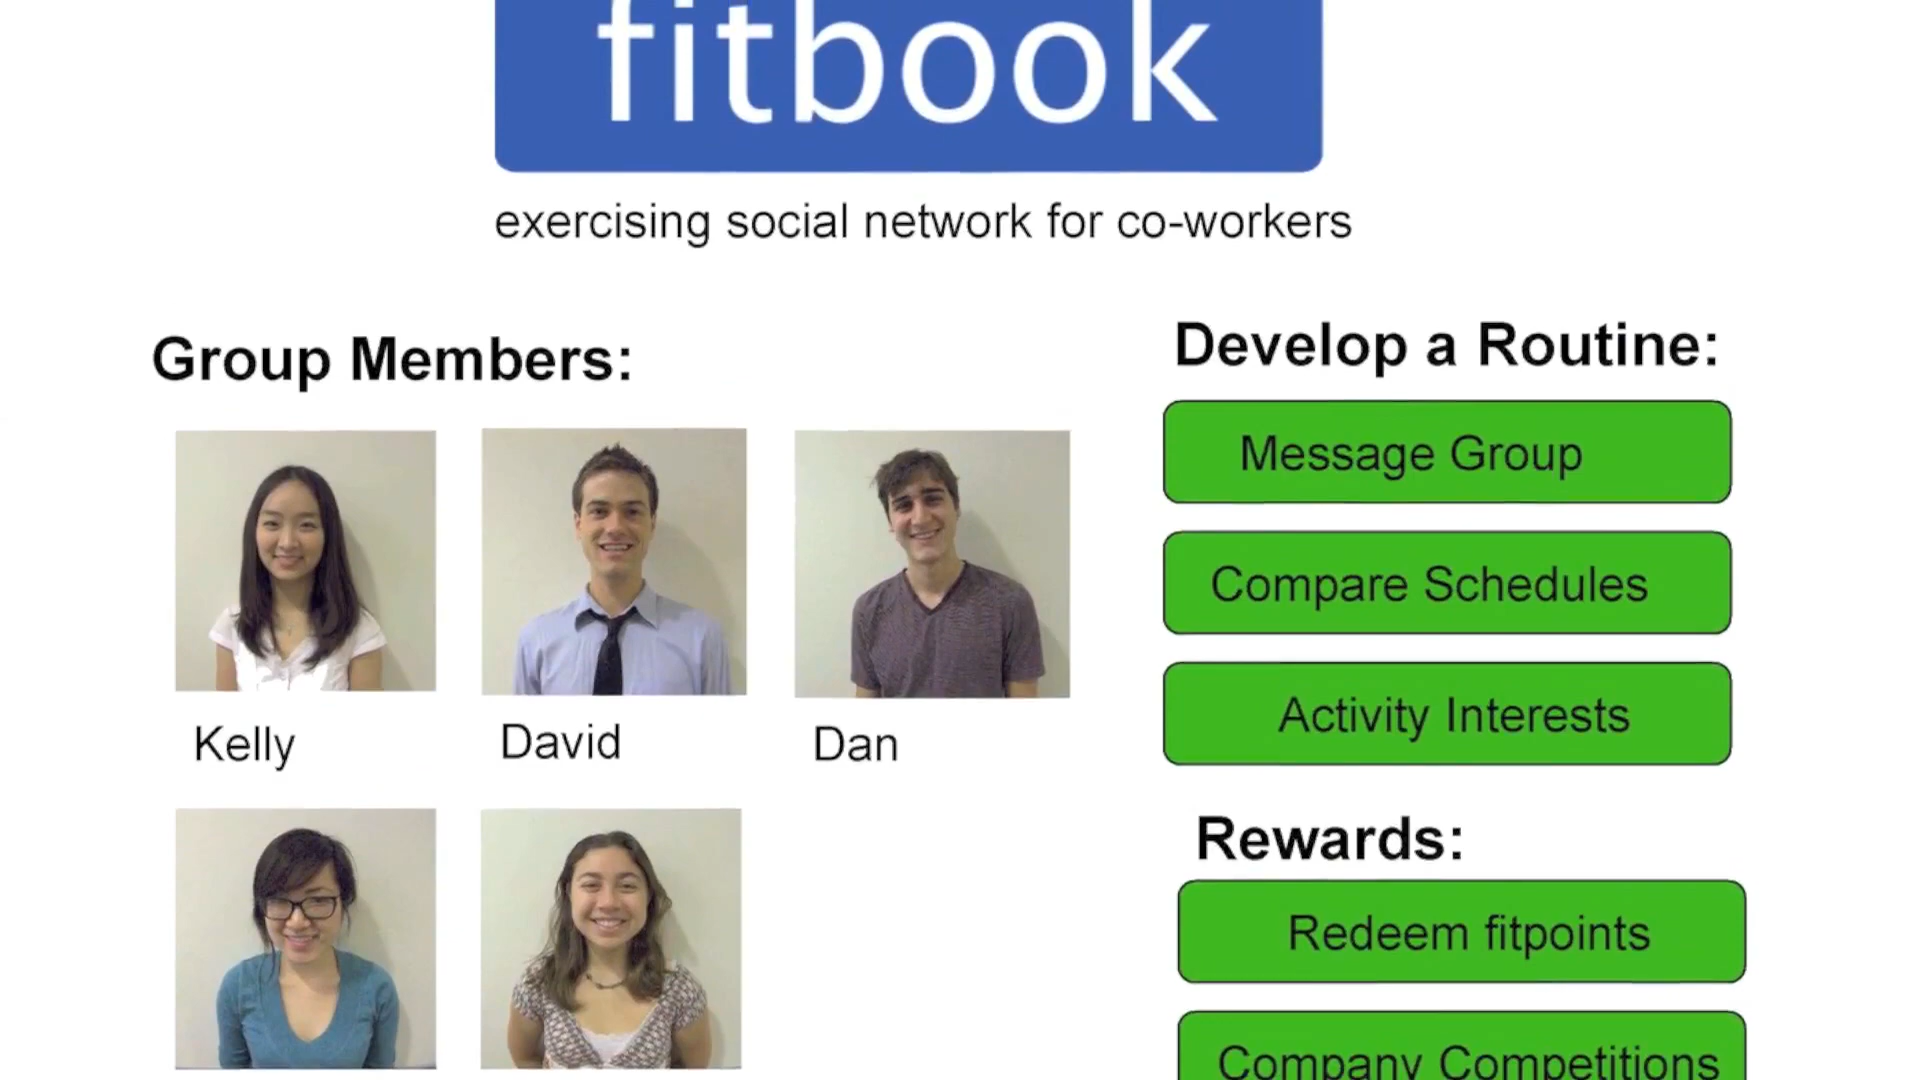 fitbook
exercising social network for co-workers
Group Members:
Kelly
David
Dan
Develop a Routine:
Message Group
Compare Schedules
Activity Interests
Rewards:
Redeem fitpoints
Company Competitions